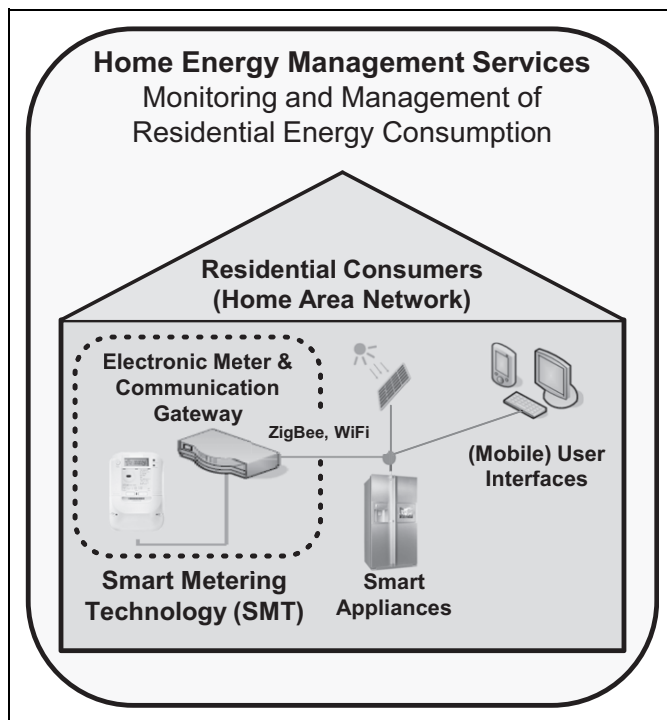 Home Energy Management Services
Monitoring and Management of
Residential Energy Consumption
Residential Consumers
(Home Area Network)
Electronic Meter &
Communication
Gateway
ZigBee, WiFi
(Mobile) User
Interfaces
Smart Metering
Technology (SMT)
Smart
Appliances